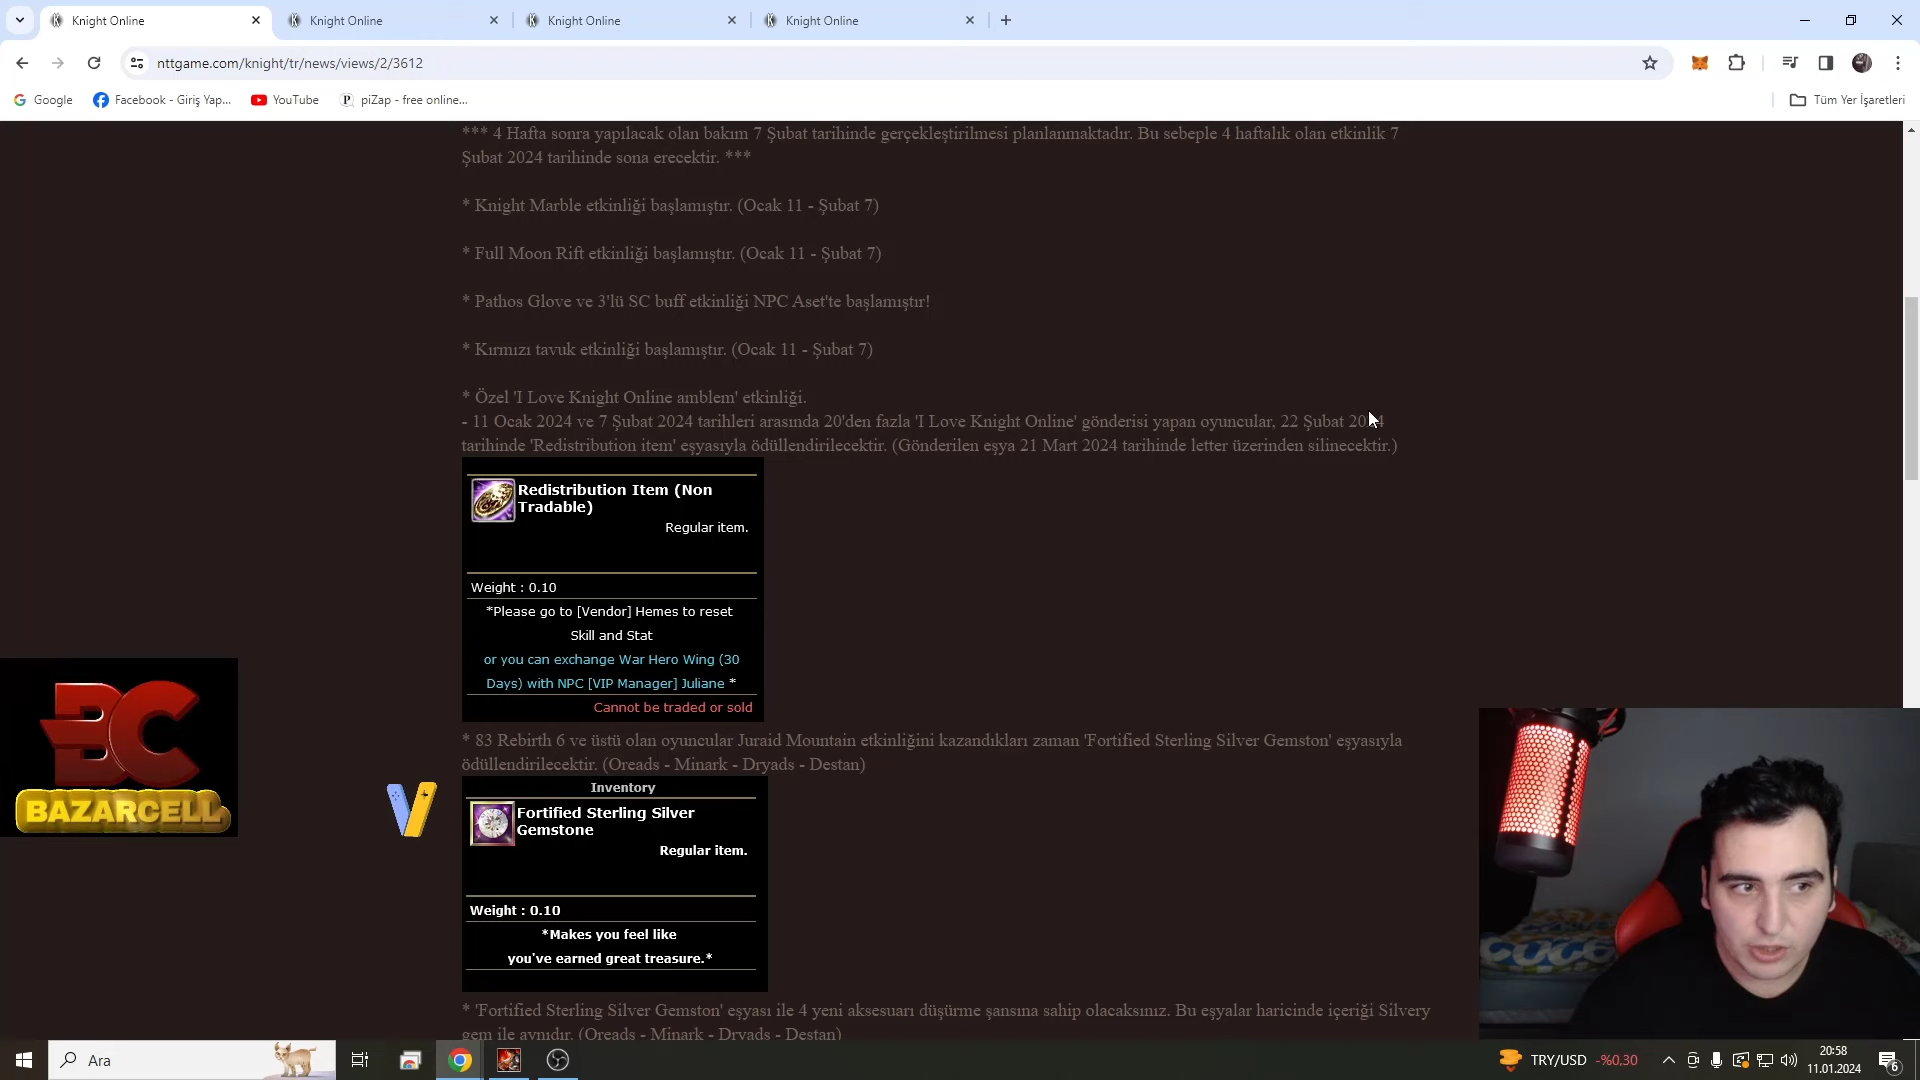 Knight Online
Knight Online
Knight Online
Knight Online
nttgame.com/knight/tr/news/views/2/3612
Google
Facebook - Giriş Yap...
YouTube
piZap - free online...
Tüm Yer İşaretleri
*** 4 Hafta sonra yapılacak olan bakım 7 Şubat tarihinde gerçekleştirilmesi planlanmaktadır. Bu sebeple 4 haftalık olan etkinlik 7
Şubat 2024 tarihinde sona erecektir. ***
* Knight Marble etkinliği başlamıştır. (Ocak 11 - Şubat 7)
* Full Moon Rift etkinliği başlamıştır. (Ocak 11 - Şubat 7)
* Pathos Glove ve 3'lü SC buff etkinliği NPC Aset'te başlamıştır!
* Kırmızı tavuk etkinliği başlamıştır. (Ocak 11 - Şubat 7)
* Özel 'I Love Knight Online amblem' etkinliği.
- 11 Ocak 2024 ve 7 Şubat 2024 tarihleri arasında 20'den fazla 'I Love Knight Online' gönderisi yapan oyuncular, 22 Şubat 2024
tarihinde 'Redistribution item' eşyasıyla ödüllendirilecektir. (Gönderilen eşya 21 Mart 2024 tarihinde letter üzerinden silinecektir.)
Redistribution Item (Non
Tradable)
Regular item.
Weight : 0.10
*Please go to [Vendor] Hemes to reset
Skill and Stat
or you can exchange War Hero Wing (30
Days) with NPC [VIP Manager] Juliane *
Cannot be traded or sold
* 83 Rebirth 6 ve üstü olan oyuncular Juraid Mountain etkinliğini kazandıkları zaman 'Fortified Sterling Silver Gemston' eşyasıyla
ödüllendirilecektir. (Oreads - Minark - Dryads - Destan)
Inventory
Fortified Sterling Silver
Gemstone
Regular item.
Weight : 0.10
*Makes you feel like
you've earned great treasure.*
* 'Fortified Sterling Silver Gemston' eşyası ile 4 yeni aksesuarı düşürme şansına sahip olacaksınız. Bu eşyalar haricinde içeriği Silvery
gem ile aynıdır. (Oreads - Minark - Dryads - Destan)
BC
BAZARCELL
V
Ara
TRY/USD -%0,30
20:58
11.01.2024
6